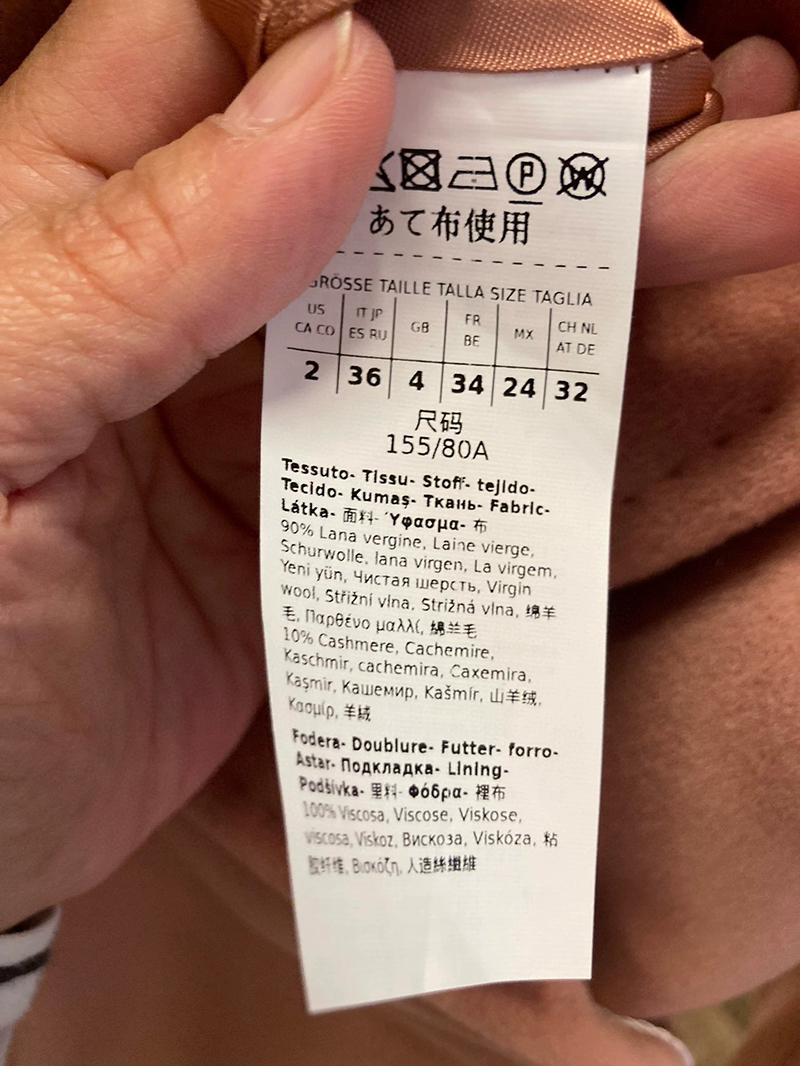 P W
あて布使用
GRÖSSE TAILLE TALLA SIZE TAGLIA
US CA CO IT JP ES RU GB FR BE MX CH NL AT DE
2 36 4 34 24 32
尺码
155/80A
Tessuto- Tissu- Stoff- tejido-
Tecido- Kumaş- Ткань- Fabric-
Látka- 面料- Ύφασμα- 布
90% Lana vergine, Laine vierge,
Schurwolle, lana virgen, La virgem,
Yeni yün, Чистая шерсть, Virgin
wool, Střižní vlna, Strižná vlna, 绵羊
毛, Παρθένο μαλλί, 綿兰毛
10% Cashmere, Cachemire,
Kaschmir, cachemira, Caxemira,
Kaşmir, Кашемир, Kašmír, 山羊绒,
Κασμίρ, 羊絨
Fodera- Doublure- Futter- forro-
Astar- Подкладка- Lining-
Podšívka- 里料- Φόδρα- 裡布
100% Viscosa, Viscose, Viskose,
viscosa, Viskoz, Вискоза, Viskóza, 粘
胶纤维, Βισκόζη, 人造絲纖維